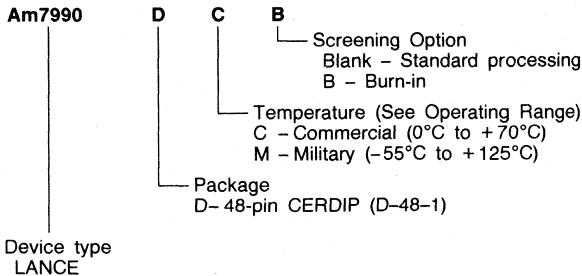 Am7990 D C B
Screening Option
Blank – Standard processing
B – Burn-in
Temperature (See Operating Range)
C – Commercial (0°C to +70°C)
M – Military (–55°C to +125°C)
Package
D– 48-pin CERDIP (D–48–1)
Device type
LANCE